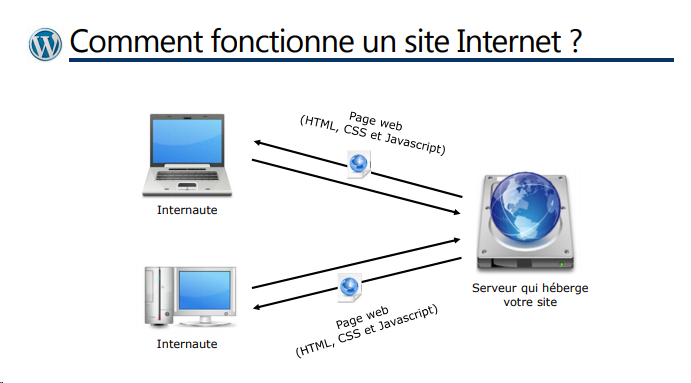 Comment fonctionne un site Internet ?
Page web
(HTML, CSS et Javascript)
Internaute
Serveur qui héberge
votre site
Page web
(HTML, CSS et Javascript)
Internaute